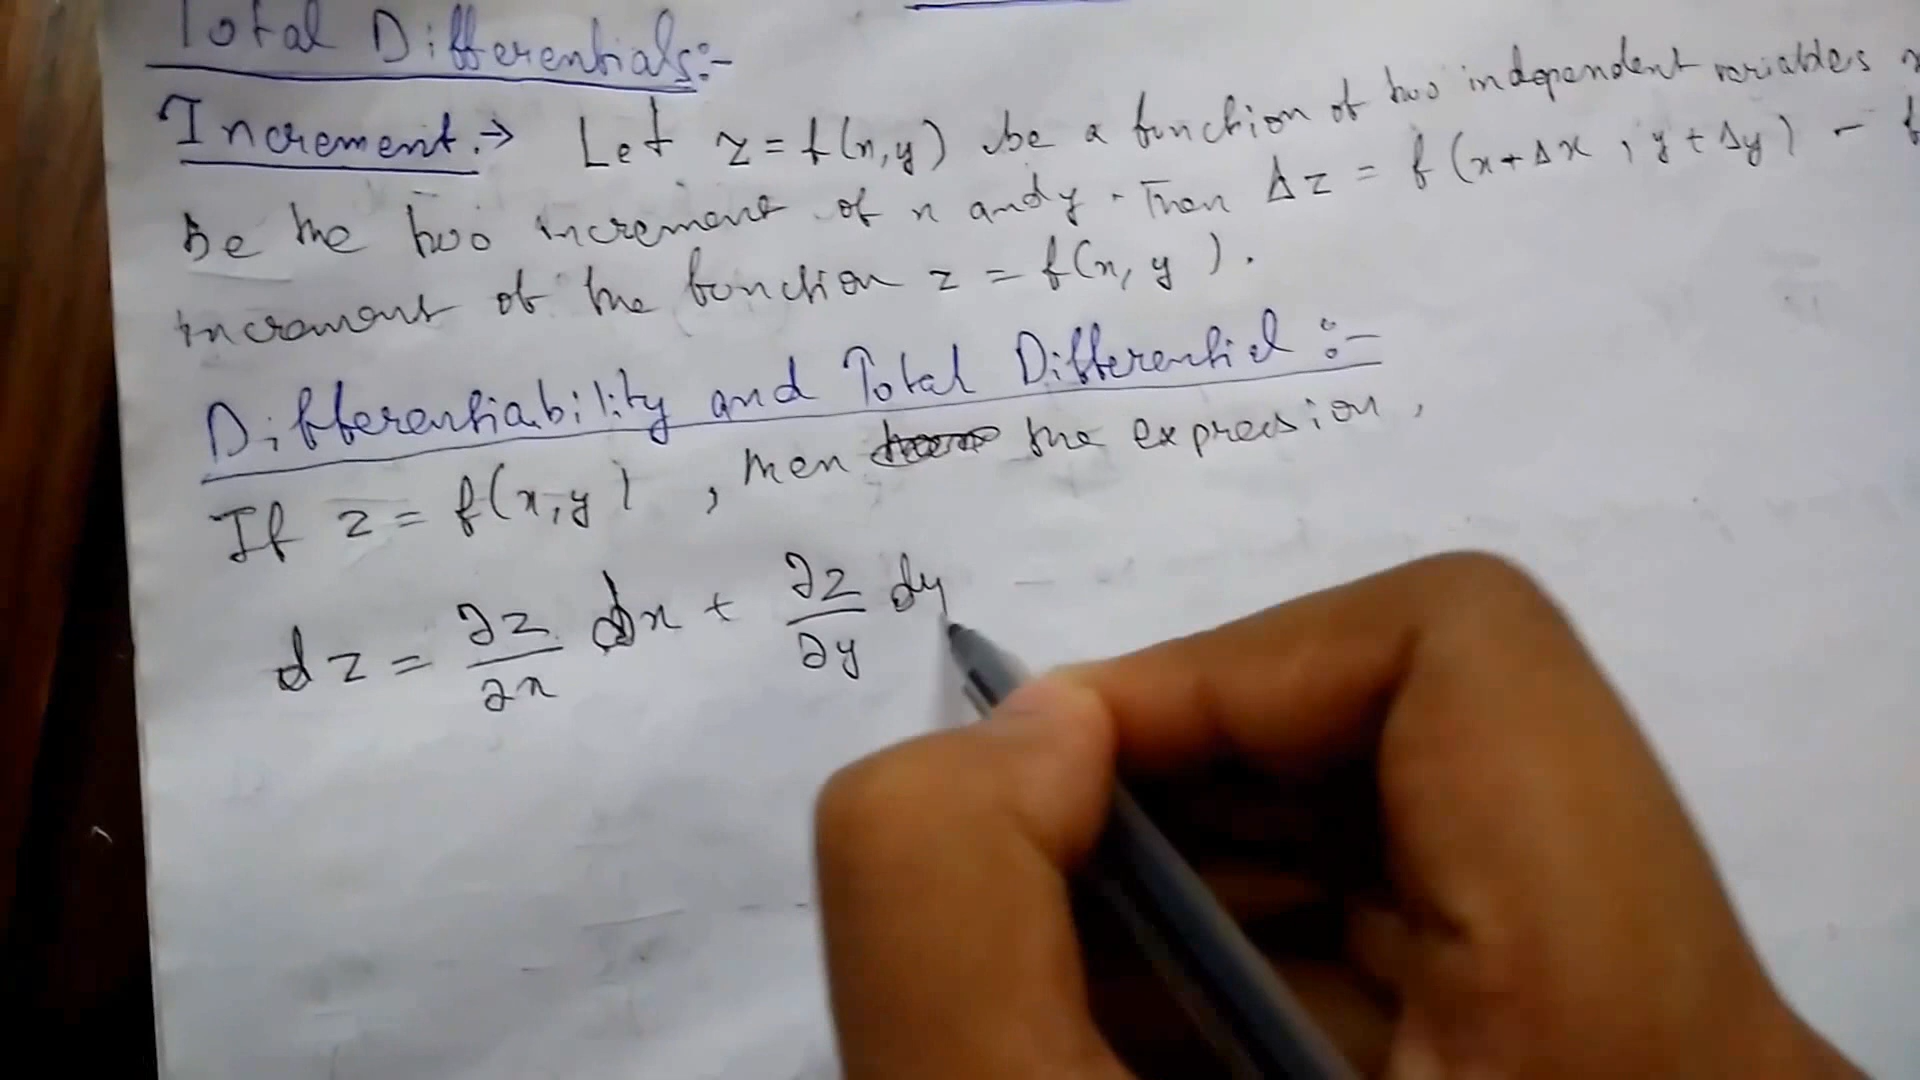 Total Differentials:-
Increment :→ Let z = f(x,y) be a function of two independent variables x
Be the two increment of x and y. Then Δz = f(x+Δx, y+Δy) - f
increment of the function z = f(x, y).
Differentiability and Total Differential :-
If z = f(x,y), then the expression,
dz = ∂z/∂x dx + ∂z/∂y dy